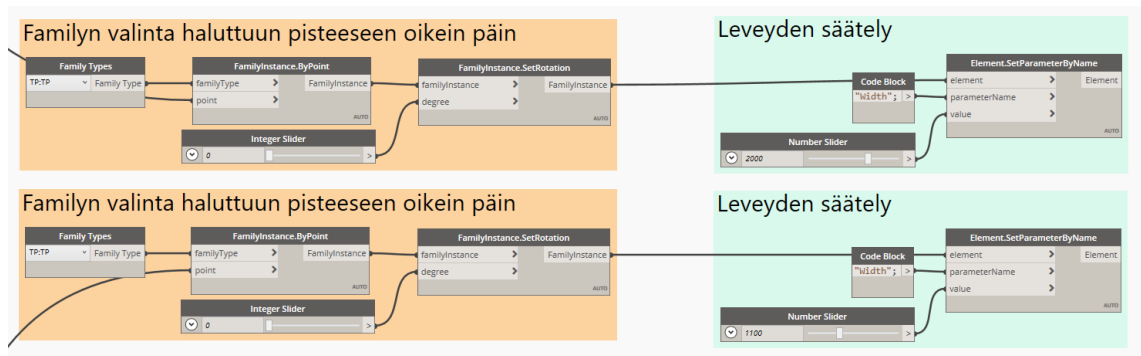 Familyn valinta haluttuun pisteeseen oikein päin
Family Types
TP:TP Family Type
FamilyInstance.ByPoint
familyType > FamilyInstance
point >
AUTO
Integer Slider
0 >
FamilyInstance.SetRotation
familyInstance > FamilyInstance
degree >
AUTO
Leveyden säätely
Code Block
"Width"; >
Number Slider
2000 >
Element.SetParameterByName
element > Element
parameterName >
value >
AUTO
Familyn valinta haluttuun pisteeseen oikein päin
Family Types
TP:TP Family Type
FamilyInstance.ByPoint
familyType > FamilyInstance
point >
AUTO
Integer Slider
0 >
FamilyInstance.SetRotation
familyInstance > FamilyInstance
degree >
AUTO
Leveyden säätely
Code Block
"Width"; >
Number Slider
1100 >
Element.SetParameterByName
element > Element
parameterName >
value >
AUTO